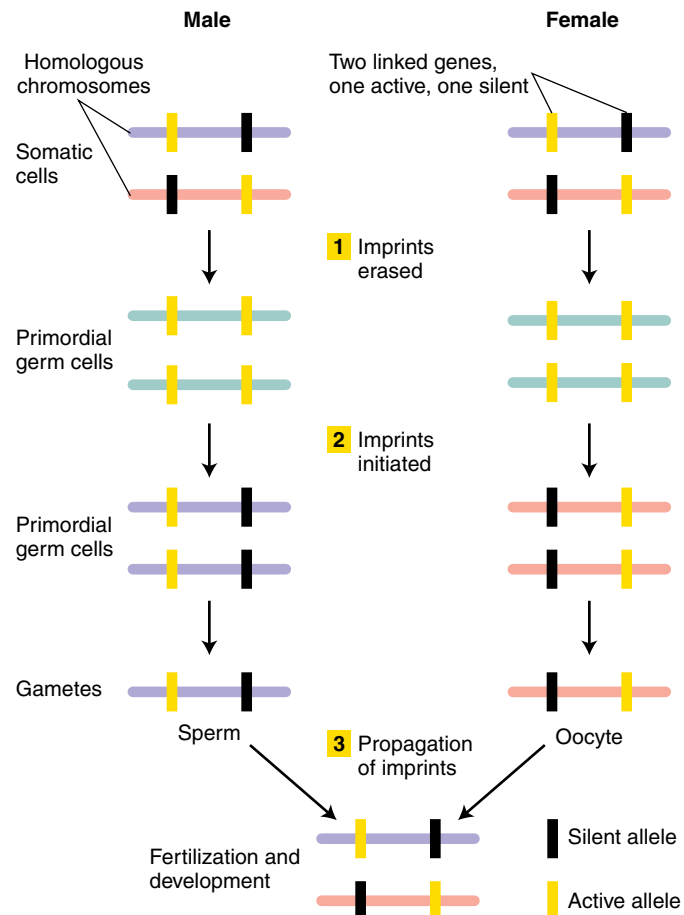 Male
Female
Homologous
chromosomes
Two linked genes,
one active, one silent
Somatic
cells
1 Imprints
erased
Primordial
germ cells
2 Imprints
initiated
Primordial
germ cells
Gametes
Sperm
3 Propagation
of imprints
Oocyte
Fertilization and
development
Silent allele
Active allele